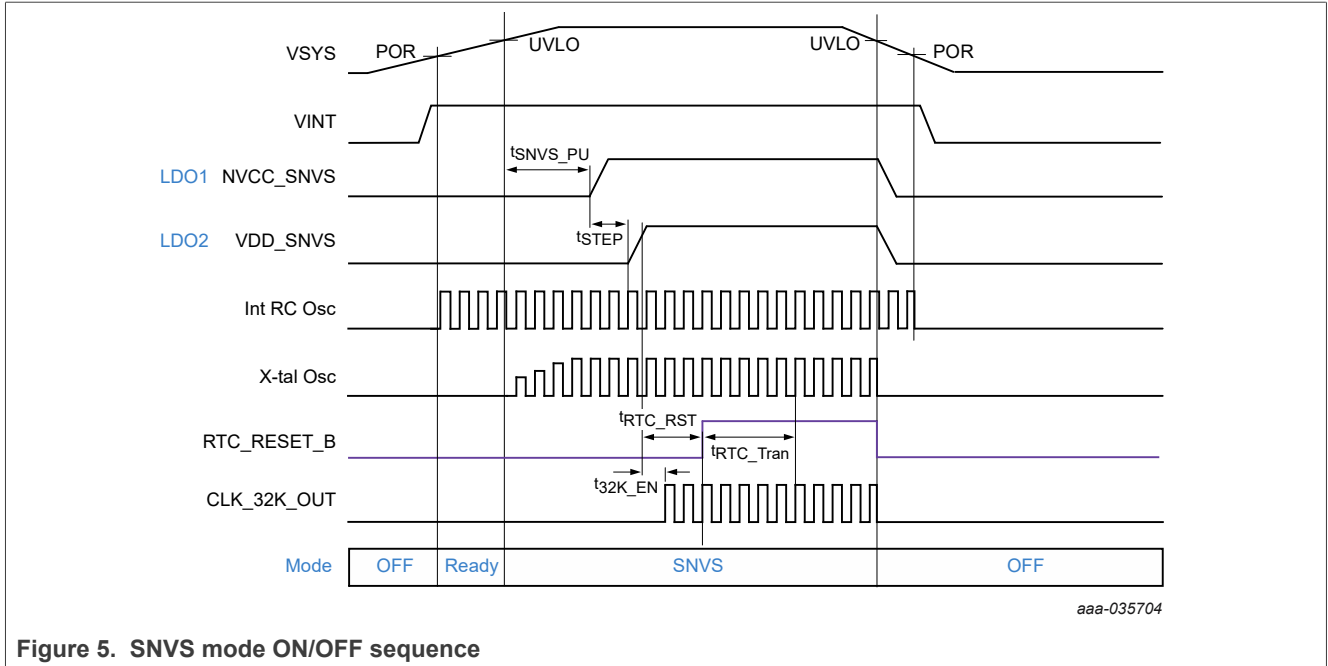 VSYS POR UVLO UVLO POR
VINT
tSNVS_PU
LDO1 NVCC_SNVS
tSTEP
LDO2 VDD_SNVS
Int RC Osc
X-tal Osc
tRTC_RST
RTC_RESET_B
tRTC_Tran
t32K_EN
CLK_32K_OUT
Mode OFF Ready SNVS OFF
aaa-035704
Figure 5. SNVS mode ON/OFF sequence